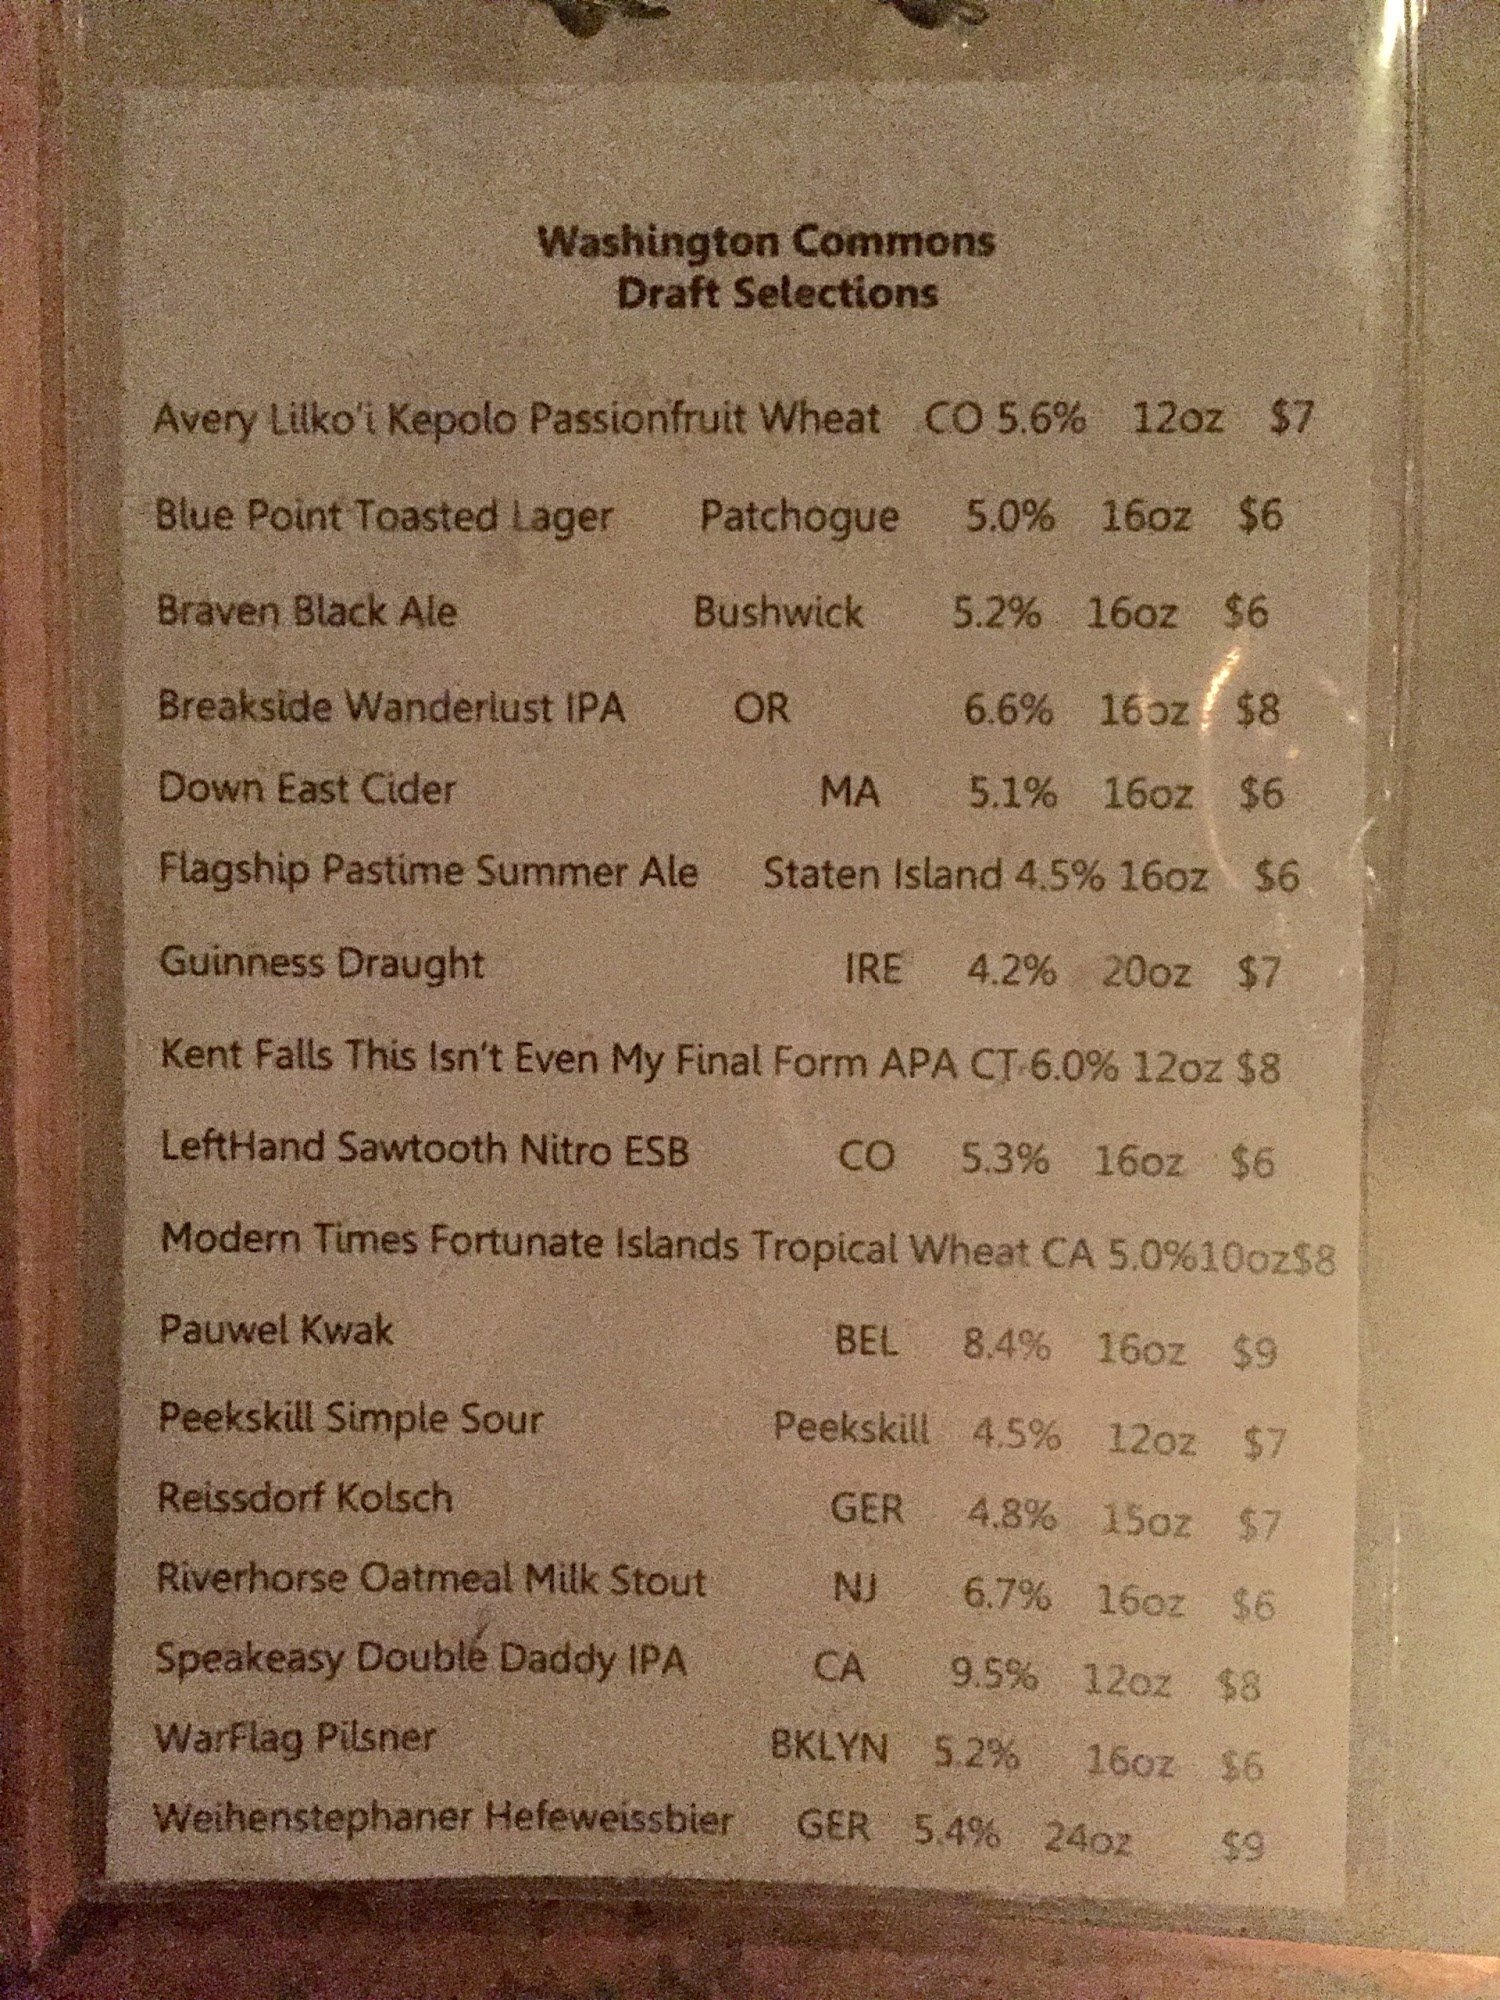 Washington Commons
Draft Selections
Avery Lilko'i Kepolo Passionfruit Wheat CO 5.6% 12oz $7
Blue Point Toasted Lager Patchogue 5.0% 16oz $6
Braven Black Ale Bushwick 5.2% 16oz $6
Breakside Wanderlust IPA OR 6.6% 16oz $8
Down East Cider MA 5.1% 16oz $6
Flagship Pastime Summer Ale Staten Island 4.5% 16oz $6
Guinness Draught IRE 4.2% 20oz $7
Kent Falls This Isn't Even My Final Form APA CT 6.0% 12oz $8
LeftHand Sawtooth Nitro ESB CO 5.3% 16oz $6
Modern Times Fortunate Islands Tropical Wheat CA 5.0%10oz$8
Pauwel Kwak BEL 8.4% 16oz $9
Peekskill Simple Sour Peekskill 4.5% 12oz $7
Reissdorf Kolsch GER 4.8% 15oz $7
Riverhorse Oatmeal Milk Stout NJ 6.7% 16oz $6
Speakeasy Double Daddy IPA CA 9.5% 12oz $8
WarFlag Pilsner BKLYN 5.2% 16oz $6
Weihenstephaner Hefeweissbier GER 5.4% 24oz $9